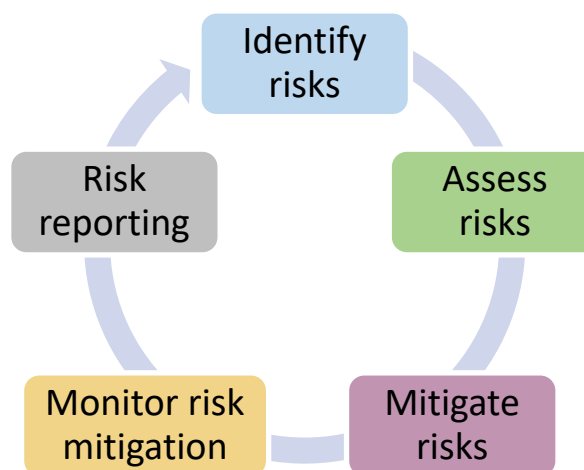 Identify
risks
Assess
risks
Mitigate
risks
Monitor risk
mitigation
Risk
reporting